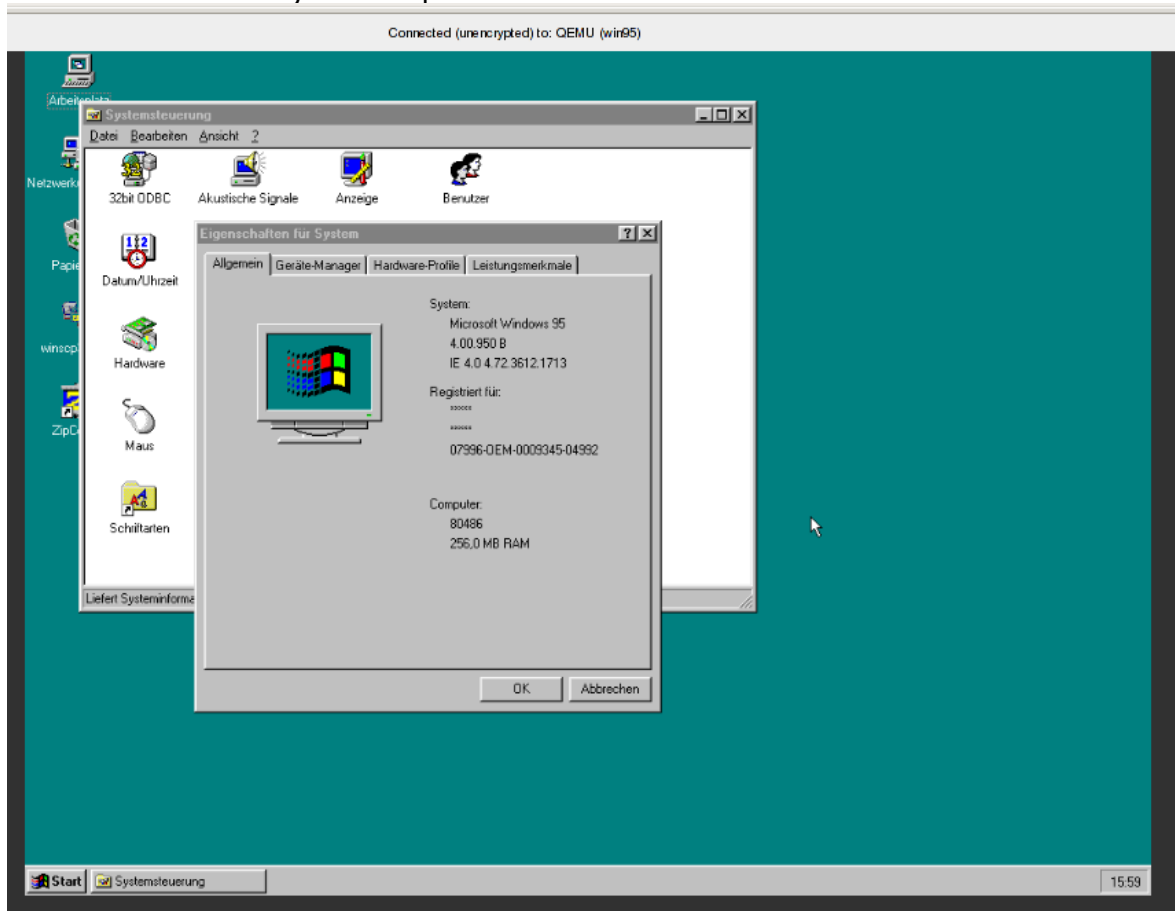 Connected (unencrypted) to: QEMU (win95)
Systemsteuerung
Datei Bearbeiten Ansicht ?
32bit ODBC Akustische Signale Anzeige Benutzer
Eigenschaften für System
Allgemein Geräte-Manager Hardware-Profile Leistungsmerkmale
Datum/Uhrzeit
System:
Microsoft Windows 95
4.00.950 B
IE 4.0 4.72.3612.1713
Hardware
Registriert für:
******
******
07996-OEM-0009345-04992
Maus
Computer:
80486
256,0 MB RAM
Schriftarten
OK Abbrechen
Start Systemsteuerung 15:59